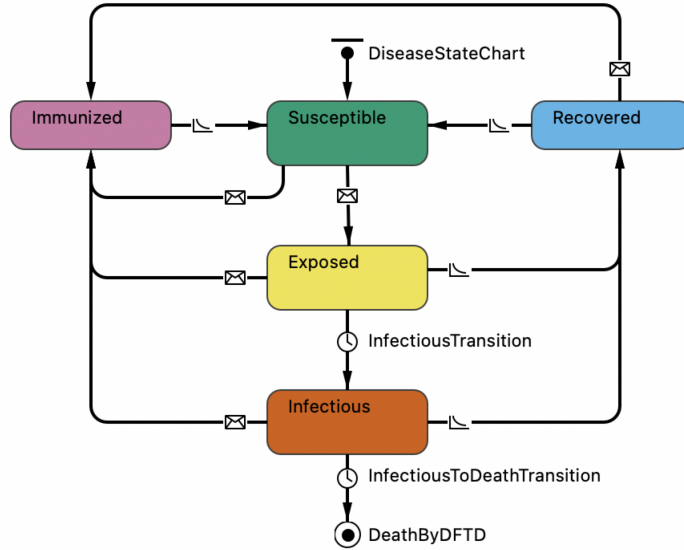 DiseaseStateChart
Immunized
Susceptible
Recovered
Exposed
InfectiousTransition
Infectious
InfectiousToDeathTransition
DeathByDFTD